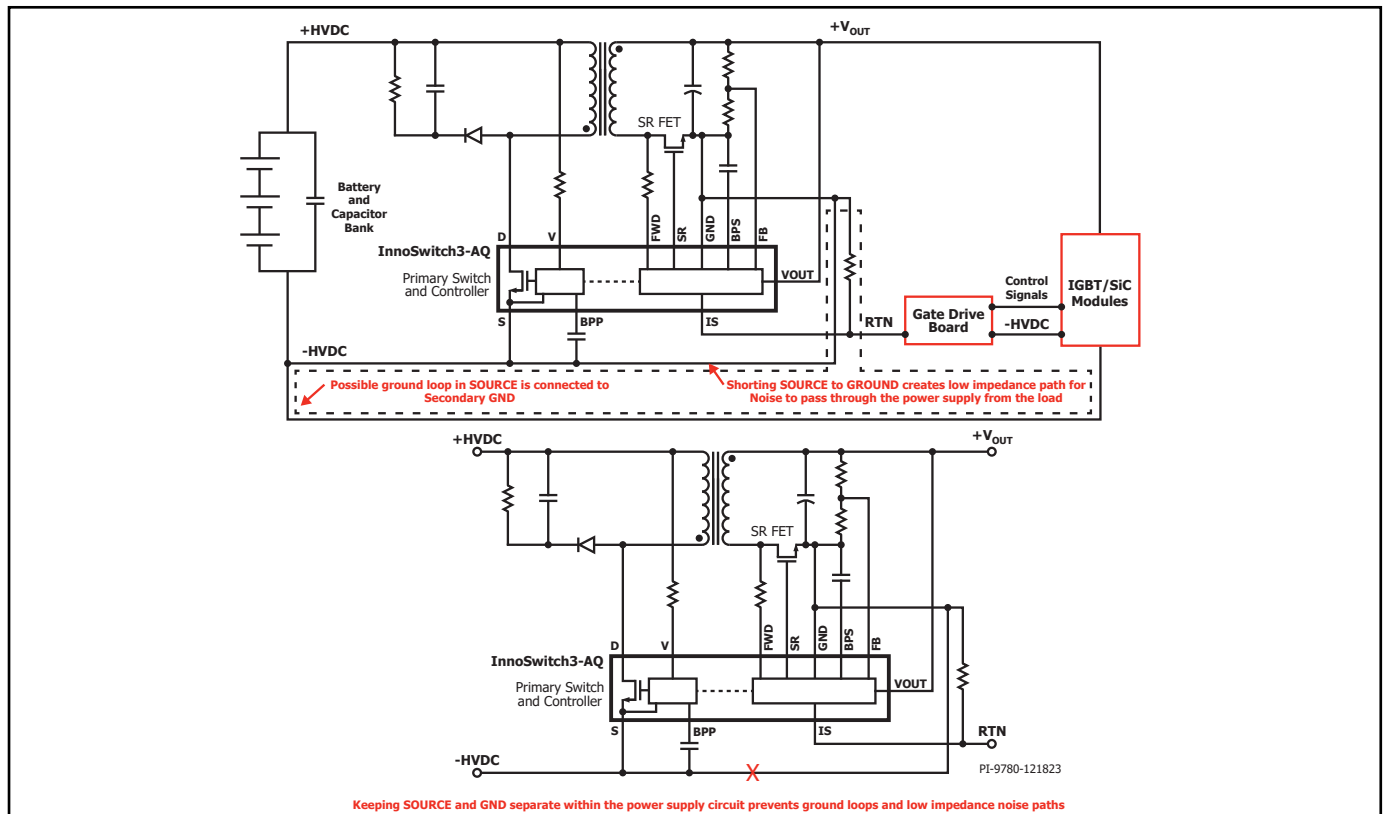 +HVDC
+VOUT
SR FET
Battery
and
Capacitor
Bank
D
V
FWD
SR
GND
BPS
FB
InnoSwitch3-AQ
Primary Switch
and Controller
VOUT
S
BPP
IS
RTN
Gate Drive
Board
Control
Signals
-HVDC
IGBT/SiC
Modules
-HVDC
Possible ground loop in SOURCE is connected to
Secondary GND
Shorting SOURCE to GROUND creates low impedance path for
Noise to pass through the power supply from the load
+HVDC
+VOUT
SR FET
D
V
FWD
SR
GND
BPS
FB
InnoSwitch3-AQ
Primary Switch
and Controller
VOUT
S
BPP
IS
RTN
-HVDC
X
PI-9780-121823
Keeping SOURCE and GND separate within the power supply circuit prevents ground loops and low impedance noise paths